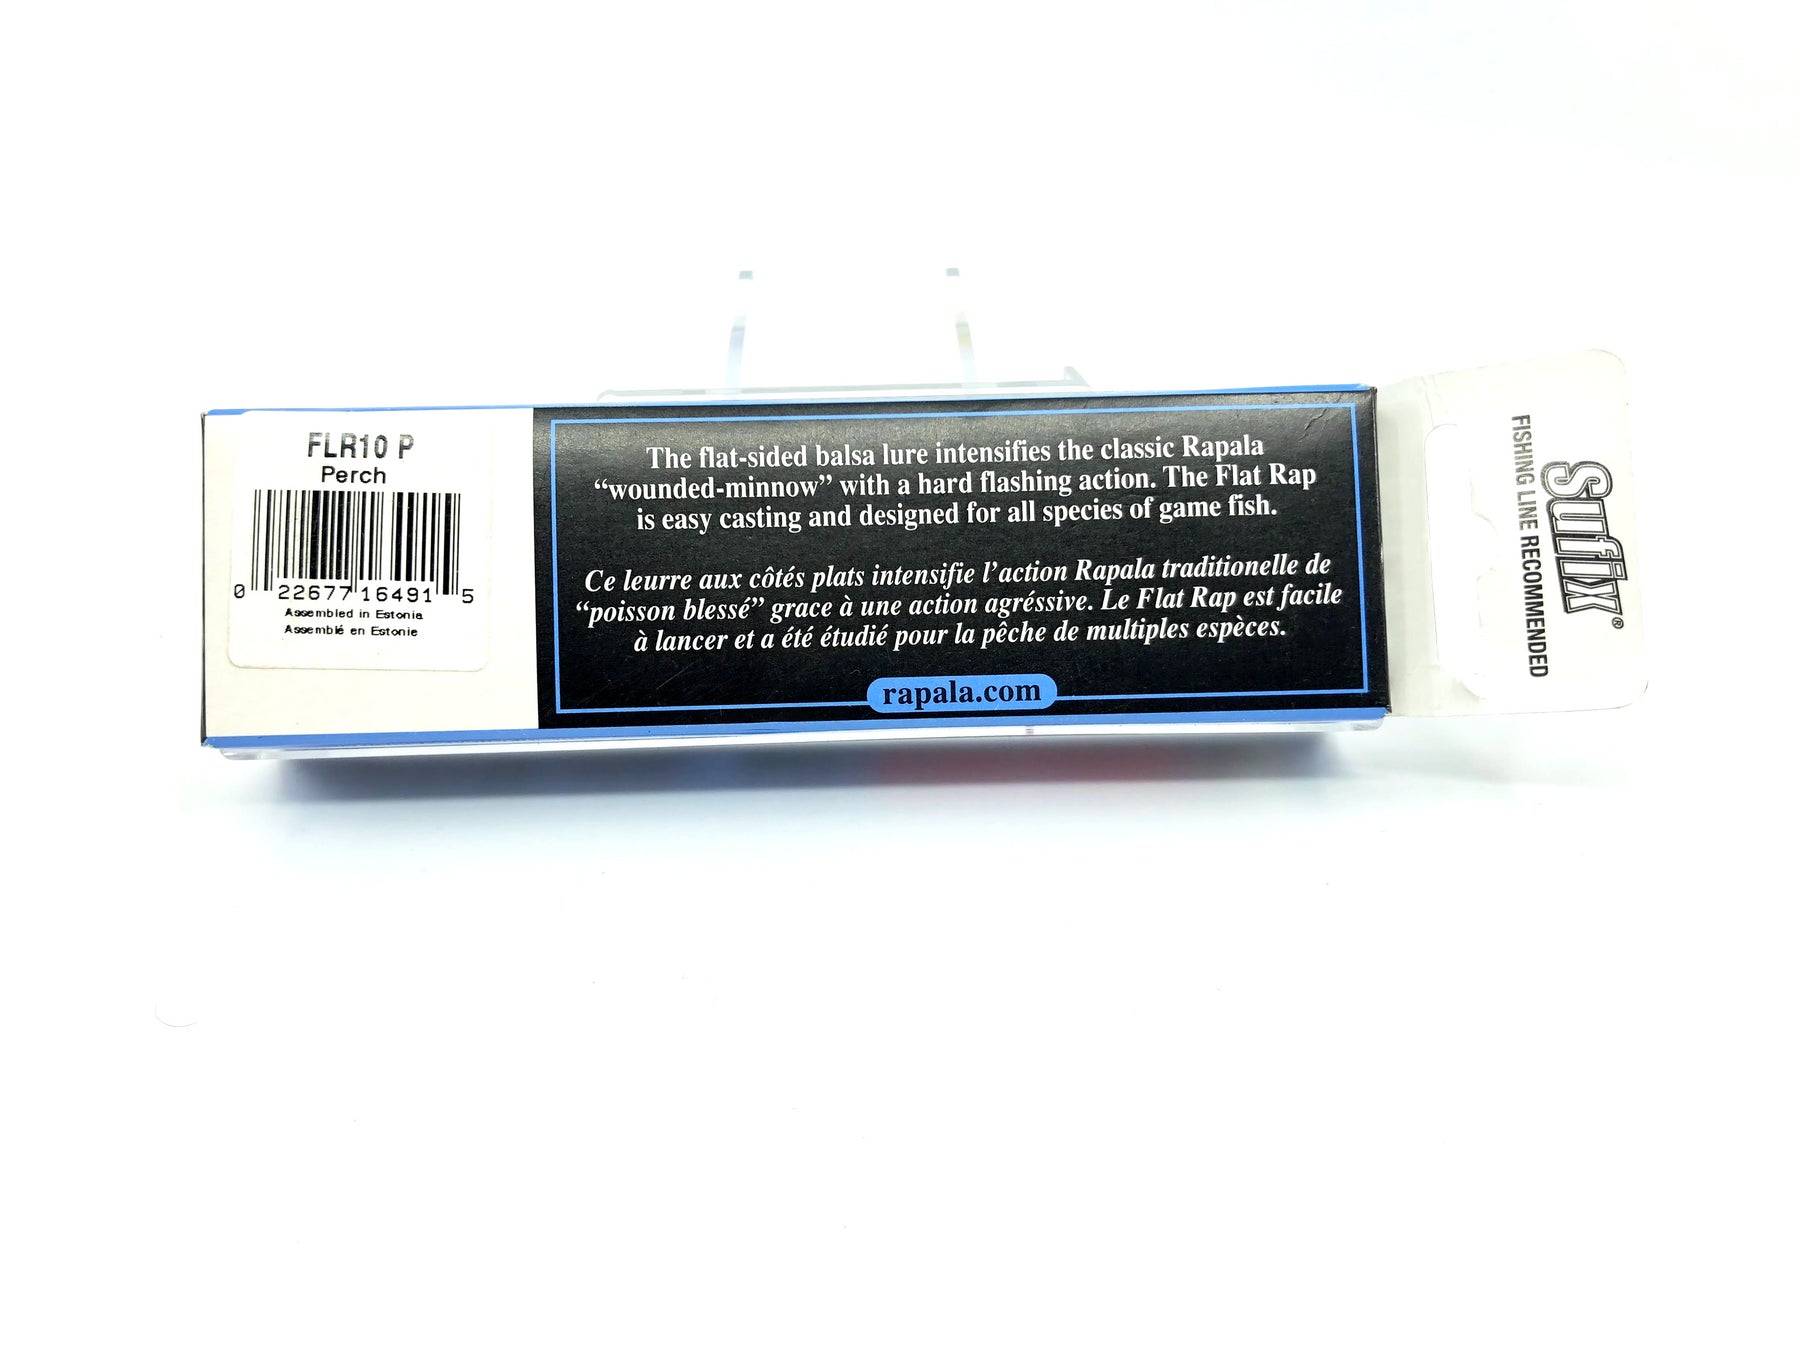 FLR10 P
Perch
0 22677 16491 5
Assembled in Estonia
Assemblé en Estonie
The flat-sided balsa lure intensifies the classic Rapala
“wounded-minnow” with a hard flashing action. The Flat Rap
is easy casting and designed for all species of game fish.
Ce leurre aux côtés plats intensifie l’action Rapala traditionelle de
“poisson blessé” grace à une action agréssive. Le Flat Rap est facile
à lancer et a été étudié pour la pêche de multiples espèces.
rapala.com
Sufix®
FISHING LINE RECOMMENDED